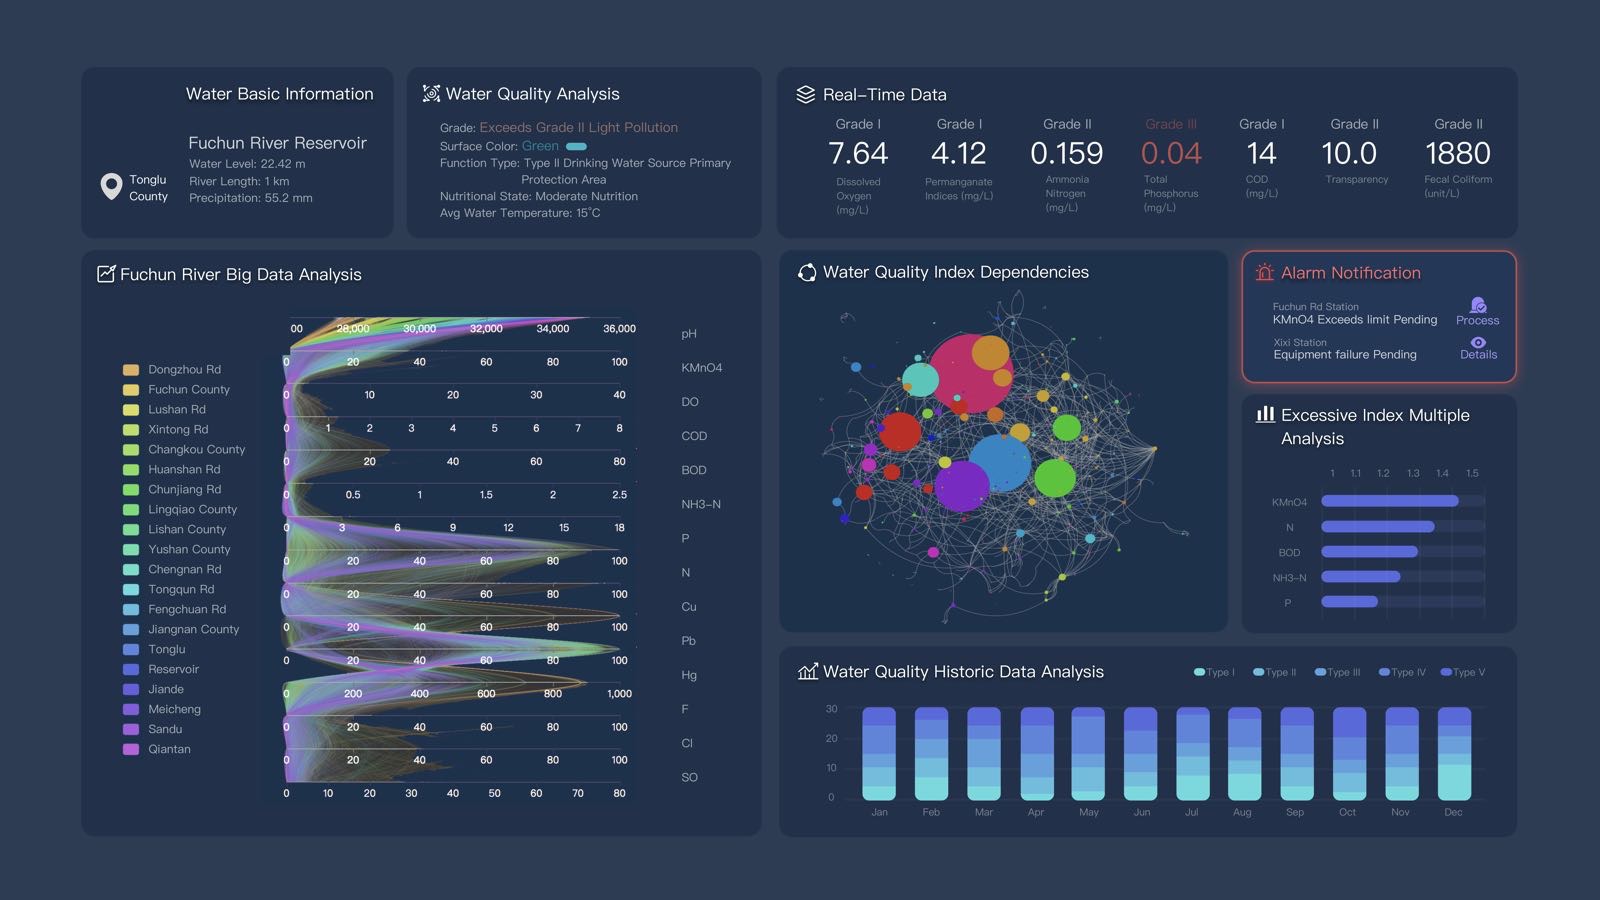 Water Basic Information
Tonglu
County
Fuchun River Reservoir
Water Level: 22.42 m
River Length: 1 km
Precipitation: 55.2 mm
Water Quality Analysis
Grade: Exceeds Grade II Light Pollution
Surface Color: Green
Function Type: Type II Drinking Water Source Primary
Protection Area
Nutritional State: Moderate Nutrition
Avg Water Temperature: 15°C
Real-Time Data
Grade I
7.64
Dissolved
Oxygen
(mg/L)
Grade I
4.12
Permanganate
Indices (mg/L)
Grade II
0.159
Ammonia
Nitrogen
(mg/L)
Grade III
0.04
Total
Phosphorus
(mg/L)
Grade I
14
COD
(mg/L)
Grade II
10.0
Transparency
Grade II
1880
Fecal Coliform
(unit/L)
Fuchun River Big Data Analysis
Dongzhou Rd
Fuchun County
Lushan Rd
Xintong Rd
Changkou County
Huanshan Rd
Chunjiang Rd
Lingqiao County
Lishan County
Yushan County
Chengnan Rd
Tongqun Rd
Fengchuan Rd
Jiangnan County
Tonglu
Reservoir
Jiande
Meicheng
Sandu
Qiantan
00 28,000 30,000 32,000 34,000 36,000
0 20 40 60 80 100
0 10 20 30 40
0 1 2 3 4 5 6 7 8
20 40 60 80
0 0.5 1 1.5 2 2.5
0 3 6 9 12 15 18
0 20 40 60 80 100
0 20 40 60 80 100
0 20 40 60 80 100
0 20 40 60 80 100
0 200 400 600 800 1,000
0 20 40 60 80 100
0 20 40 60 80 100
0 10 20 30 40 50 60 70 80
pH
KMnO4
DO
COD
BOD
NH3-N
P
N
Cu
Pb
Hg
F
Cl
SO
Water Quality Index Dependencies
Alarm Notification
Fuchun Rd Station
KMnO4 Exceeds limit Pending
Process
Xixi Station
Equipment failure Pending
Details
Excessive Index Multiple
Analysis
1 1.1 1.2 1.3 1.4 1.5
KMnO4
N
BOD
NH3-N
P
Water Quality Historic Data Analysis
Type I Type II Type III Type IV Type V
30
20
10
0
Jan Feb Mar Apr May Jun Jul Aug Sep Oct Nov Dec